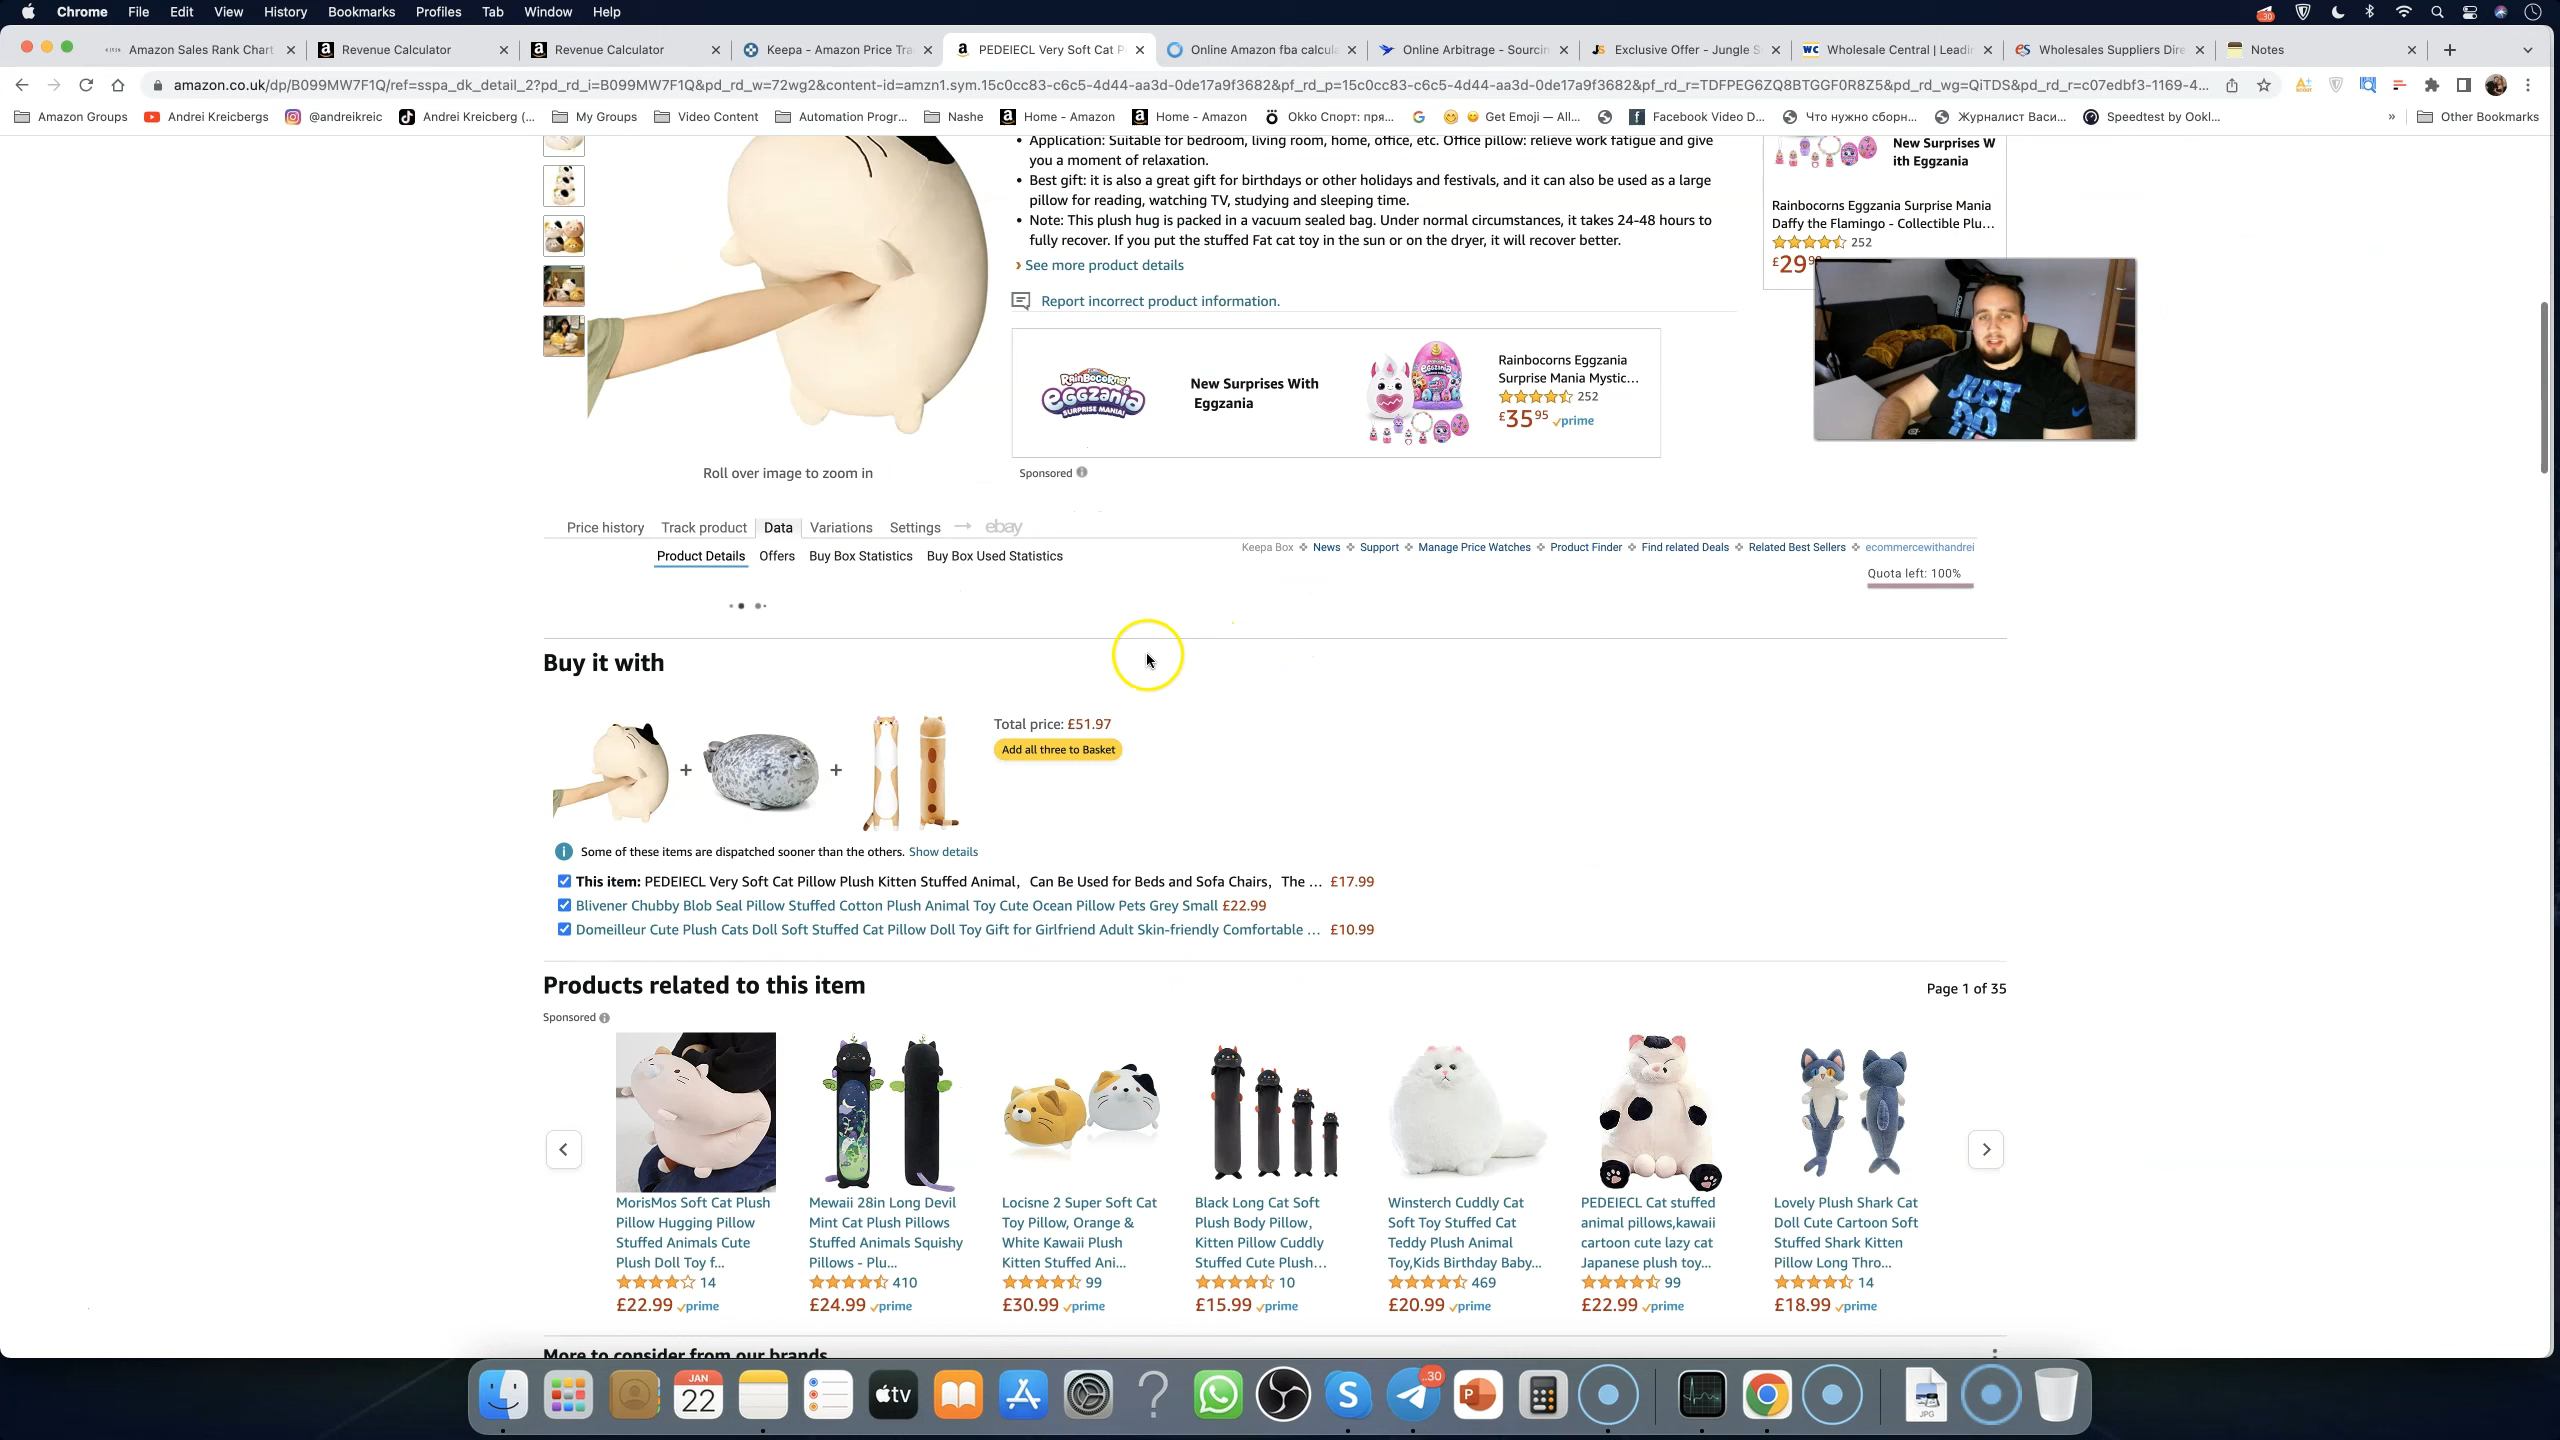 Chrome File Edit View History Bookmarks Profiles Tab Window Help
Amazon Sales Rank Chart
Revenue Calculator
Revenue Calculator
Keepa - Amazon Price Tra
PEDEIECL Very Soft Cat P
Online Amazon fba calcul
Online Arbitrage - Sourcin
Exclusive Offer - Jungle S
WC Wholesale Central | Leadi
Wholesales Suppliers Dire
Notes
amazon.co.uk/dp/B099MW7F1Q/ref=sspa_dk_detail_2?pd_rd_i=B099MW7F1Q&pd_rd_w=72wg2&content-id=amzn1.sym.15c0cc83-c6c5-4d44-aa3d-0de17a9f3682&pf_rd_p=15c0cc83-c6c5-4d44-aa3d-0de17a9f3682&pf_rd_r=TDFPEG6ZQ8BTGGF0R8Z5&pd_rd_wg=QiTDS&pd_rd_r=c07edbf3-1169-4...
Amazon Groups Andrei Kreicbergs @andreikreic Andrei Kreicberg (... My Groups Video Content Automation Progr... Nashe Home - Amazon Home - Amazon Okko Спорт: пря... Get Emoji — All... Facebook Video D... Что нужно сборн... Журналист Васи... Speedtest by Ookl... » Other Bookmarks
• Application: Suitable for bedroom, living room, home, office, etc. Office pillow: relieve work fatigue and give
you a moment of relaxation.
• Best gift: it is also a great gift for birthdays or other holidays and festivals, and it can also be used as a large
pillow for reading, watching TV, studying and sleeping time.
• Note: This plush hug is packed in a vacuum sealed bag. Under normal circumstances, it takes 24-48 hours to
fully recover. If you put the stuffed Fat cat toy in the sun or on the dryer, it will recover better.
› See more product details
Report incorrect product information.
New Surprises W
ith Eggzania
Rainbocorns Eggzania Surprise Mania
Daffy the Flamingo - Collectible Plu...
252
£29
JUST
DO
RainBocoRns
eGGzania
SURPRISE MANIA!
New Surprises With
Eggzania
Rainbocorns Eggzania
Surprise Mania Mystic...
252
£35 95 prime
Roll over image to zoom in
Sponsored
Price history Track product Data Variations Settings → ebay
Product Details Offers Buy Box Statistics Buy Box Used Statistics
Keepa Box News Support Manage Price Watches Product Finder Find related Deals Related Best Sellers ecommercewithandrei
Quota left: 100%
Buy it with
+ +
Total price: £51.97
Add all three to Basket
Some of these items are dispatched sooner than the others. Show details
This item: PEDEIECL Very Soft Cat Pillow Plush Kitten Stuffed Animal，Can Be Used for Beds and Sofa Chairs，The ... £17.99
Blivener Chubby Blob Seal Pillow Stuffed Cotton Plush Animal Toy Cute Ocean Pillow Pets Grey Small £22.99
Domeilleur Cute Plush Cats Doll Soft Stuffed Cat Pillow Doll Toy Gift for Girlfriend Adult Skin-friendly Comfortable ... £10.99
Products related to this item
Page 1 of 35
Sponsored
MorisMos Soft Cat Plush
Pillow Hugging Pillow
Stuffed Animals Cute
Plush Doll Toy f...
14
£22.99 prime
Mewaii 28in Long Devil
Mint Cat Plush Pillows
Stuffed Animals Squishy
Pillows - Plu...
410
£24.99 prime
Locisne 2 Super Soft Cat
Toy Pillow, Orange &
White Kawaii Plush
Kitten Stuffed Ani...
99
£30.99 prime
Black Long Cat Soft
Plush Body Pillow，
Kitten Pillow Cuddly
Stuffed Cute Plush...
10
£15.99 prime
Winsterch Cuddly Cat
Soft Toy Stuffed Cat
Teddy Plush Animal
Toy,Kids Birthday Baby...
469
£20.99 prime
PEDEIECL Cat stuffed
animal pillows,kawaii
cartoon cute lazy cat
Japanese plush toy...
99
£22.99 prime
Lovely Plush Shark Cat
Doll Cute Cartoon Soft
Stuffed Shark Kitten
Pillow Long Thro...
14
£18.99 prime
More to consider from our brands
JAN
22
tv
30
JPG